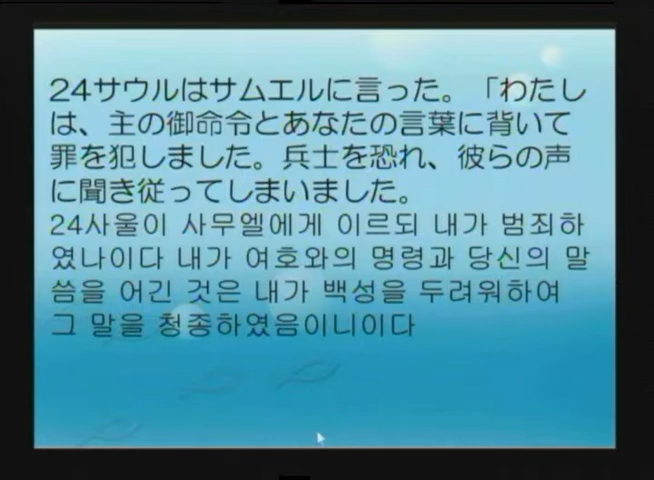 24サウルはサムエルに言った。「わたし
は、主の御命令とあなたの言葉に背いて
罪を犯しました。兵士を恐れ、彼らの声
に聞き従ってしまいました。
24사울이 사무엘에게 이르되 내가 범죄하
였나이다 내가 여호와의 명령과 당신의 말
씀을 어긴 것은 내가 백성을 두려워하여
그 말을 청종하였음이니이다